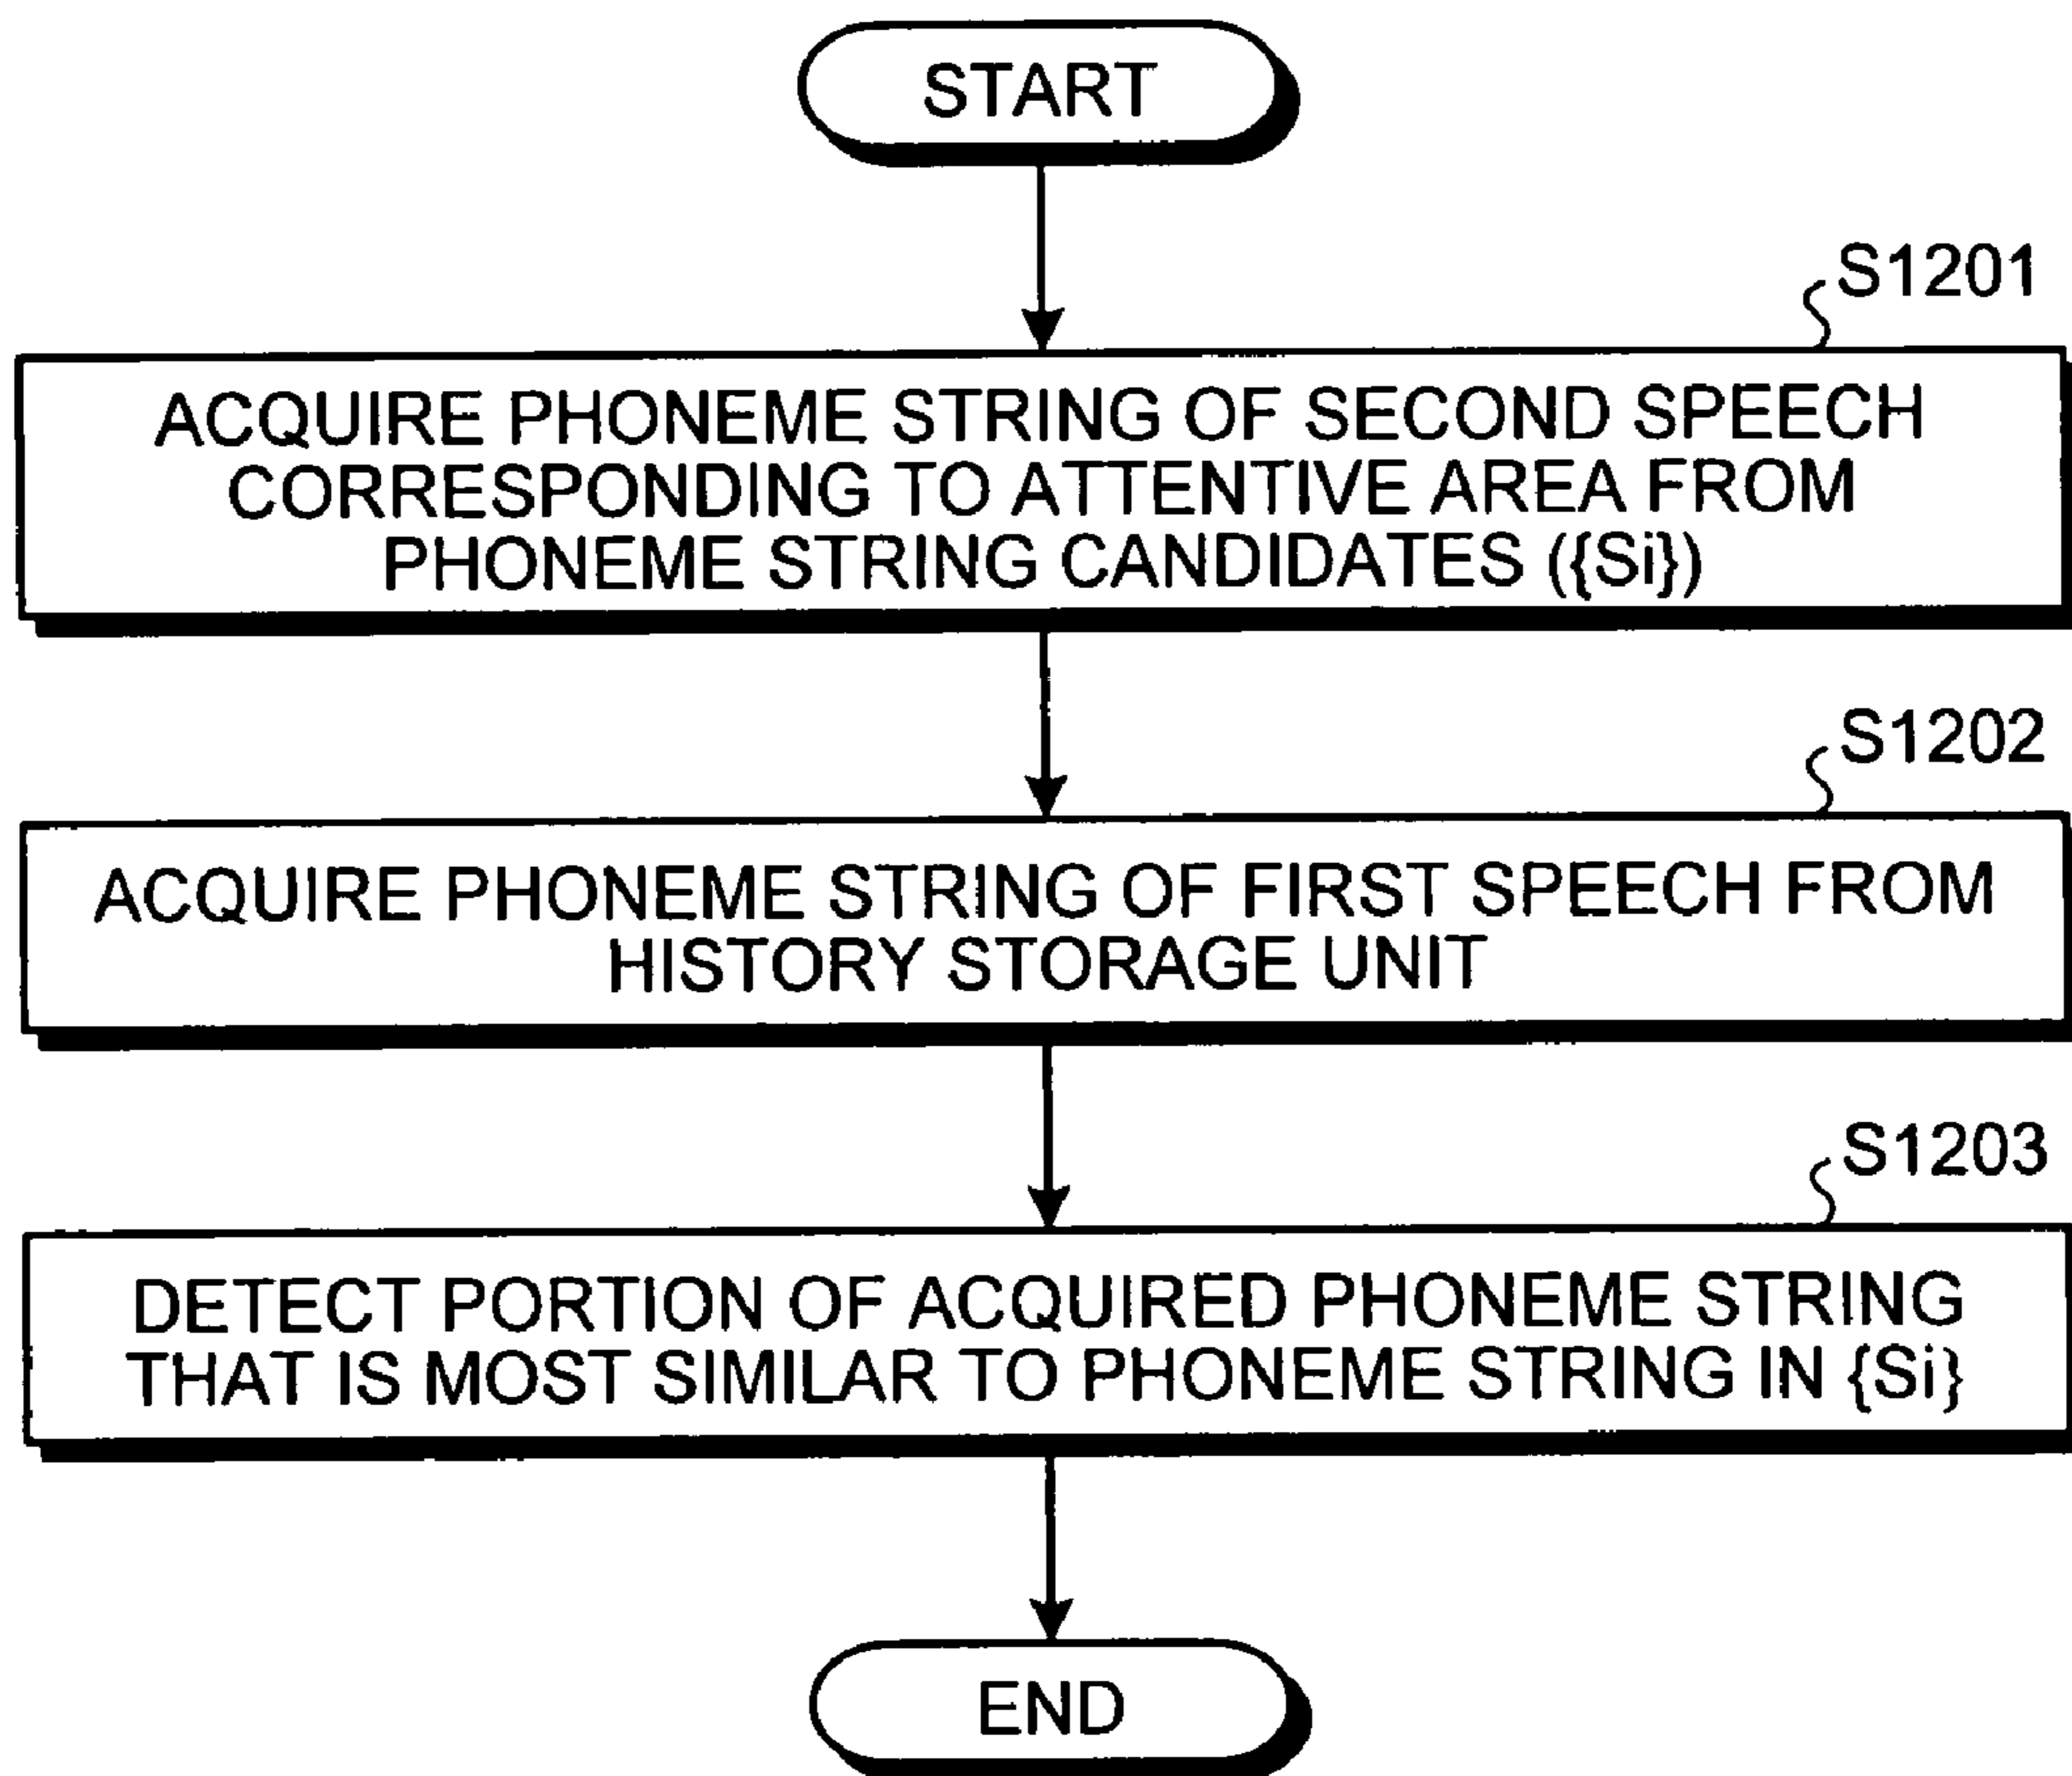 START
S1201
ACQUIRE PHONEME STRING OF SECOND SPEECH
CORRESPONDING TO ATTENTIVE AREA FROM
PHONEME STRING CANDIDATES ({Si})
S1202
ACQUIRE PHONEME STRING OF FIRST SPEECH FROM
HISTORY STORAGE UNIT
S1203
DETECT PORTION OF ACQUIRED PHONEME STRING
THAT IS MOST SIMILAR TO PHONEME STRING IN {Si}
END